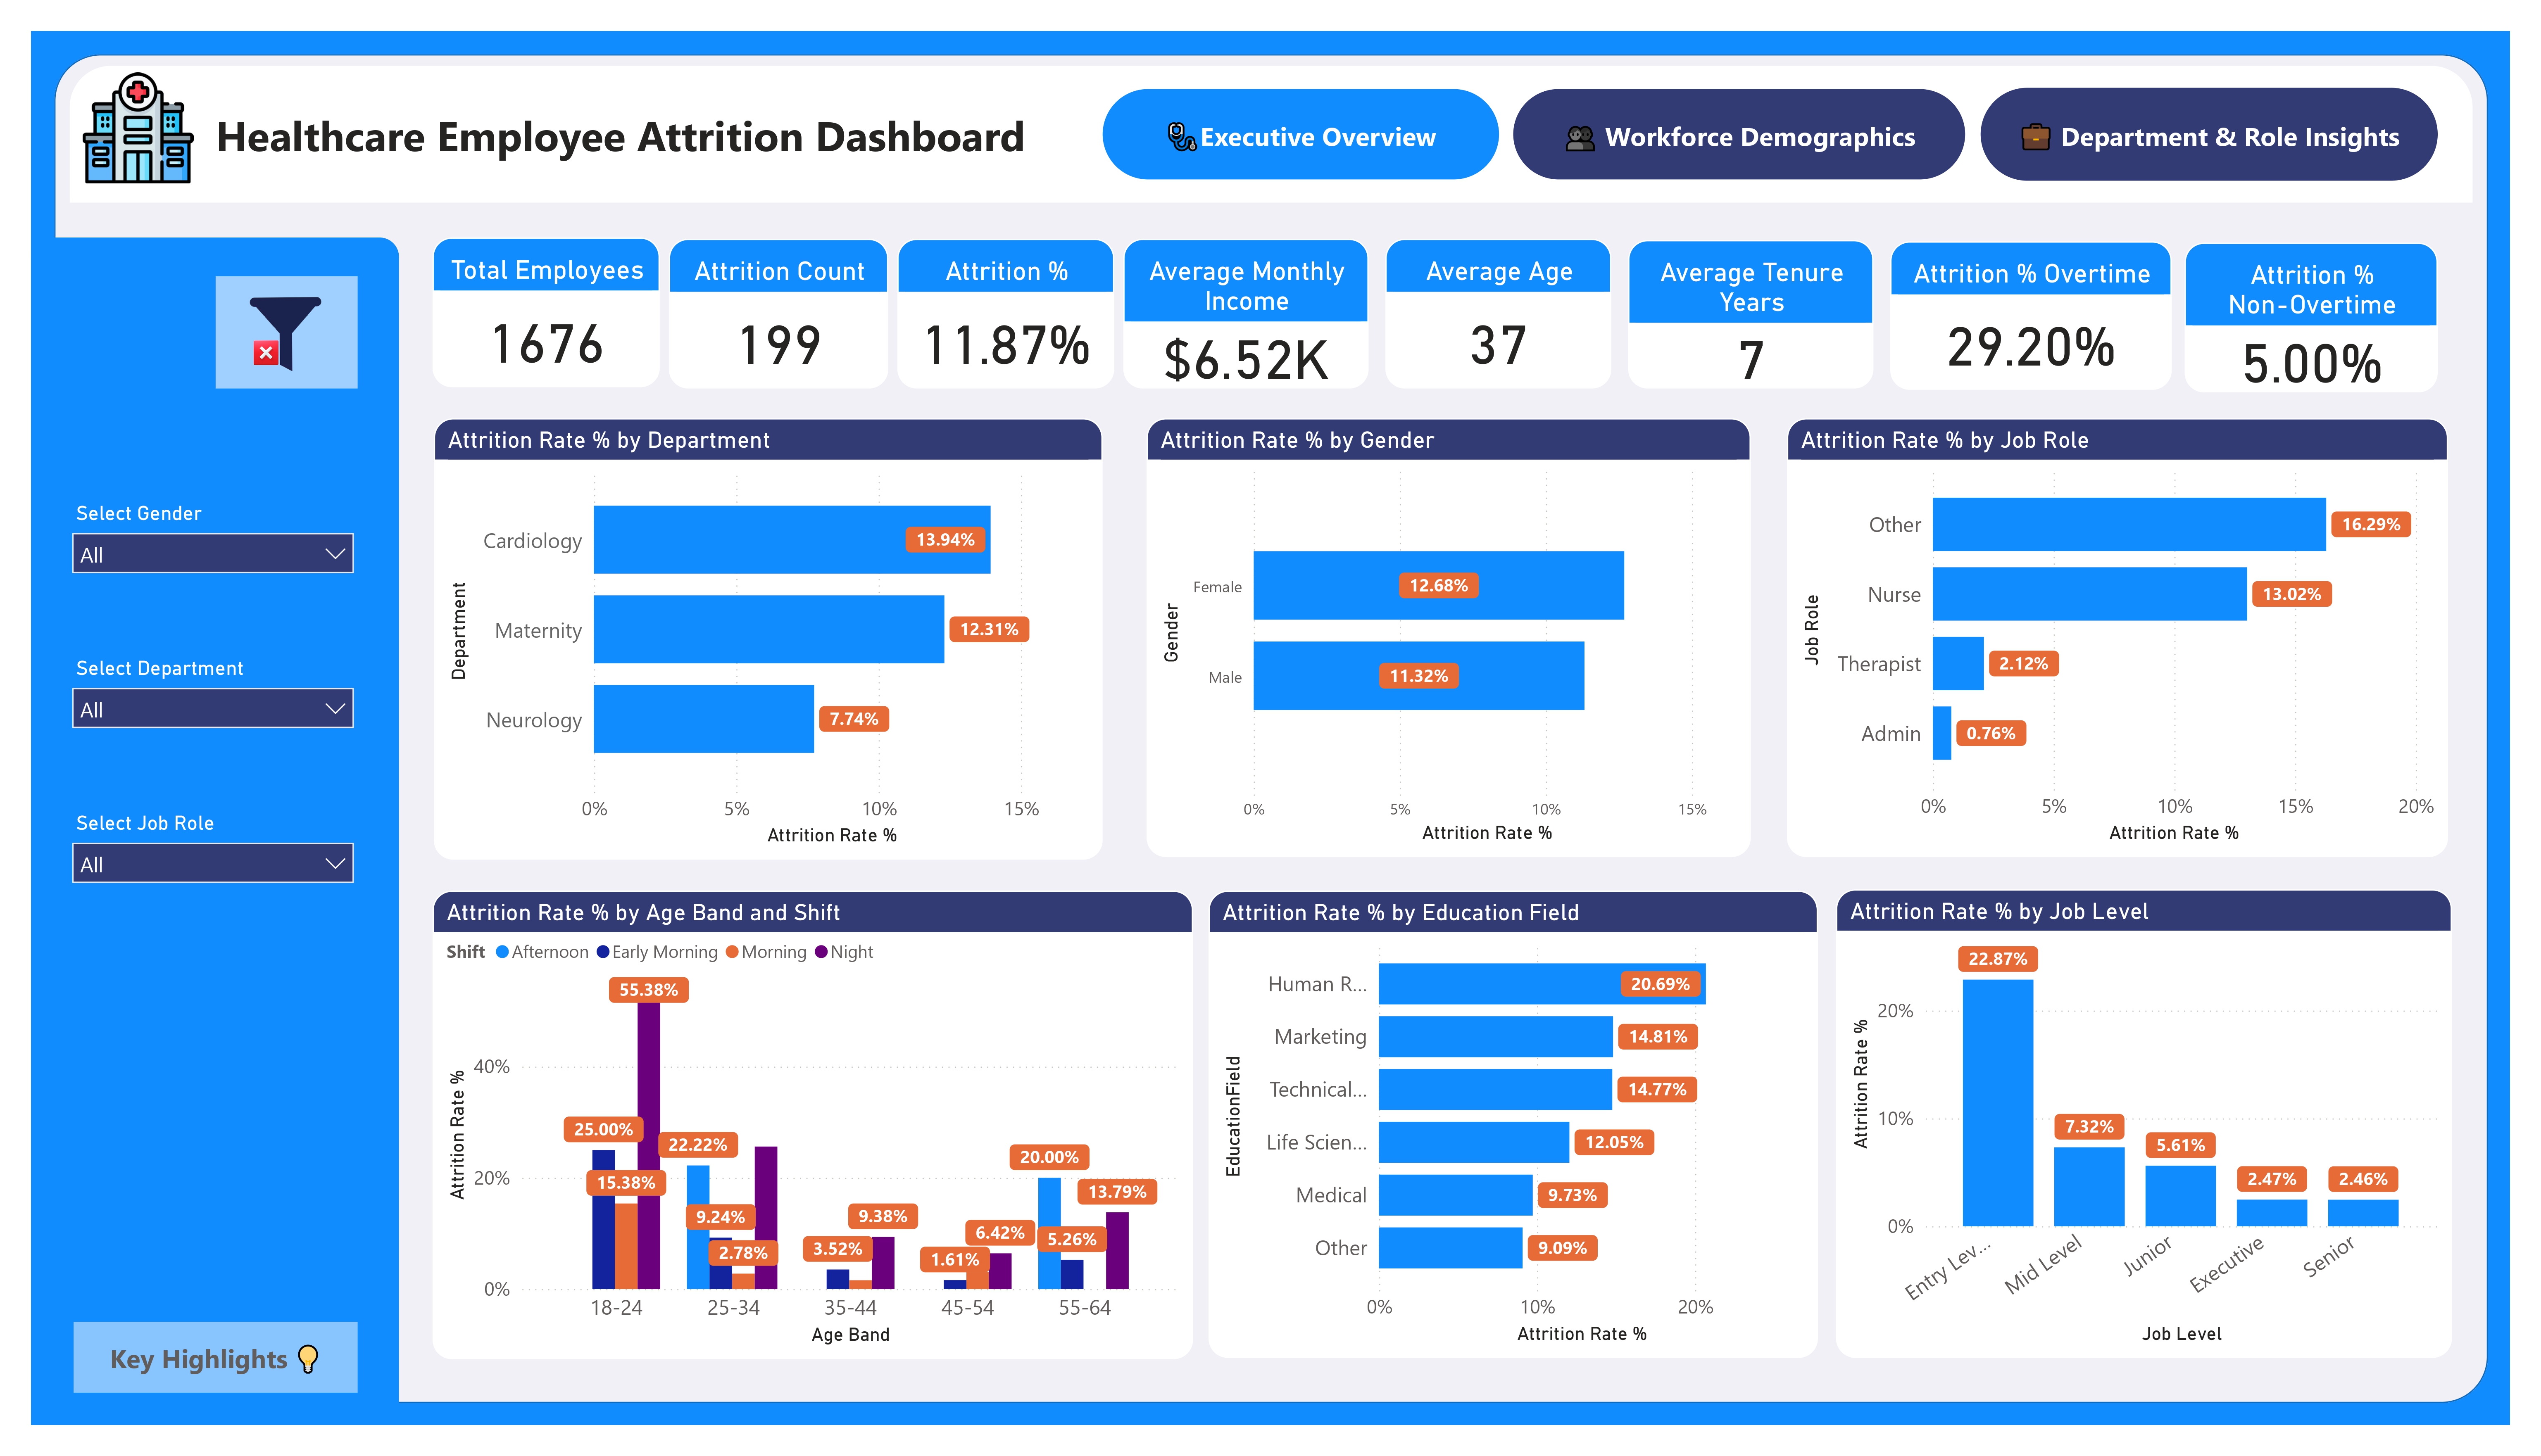 Healthcare Employee Attrition Dashboard
Executive Overview
Workforce Demographics
Department & Role Insights
Total Employees
1676
Attrition Count
199
Attrition %
11.87%
Average Monthly
Income
$6.52K
Average Age
37
Average Tenure
Years
7
Attrition % Overtime
29.20%
Attrition %
Non-Overtime
5.00%
Select Gender
All
Select Department
All
Select Job Role
All
Key Highlights
Attrition Rate % by Department
Department
Cardiology
13.94%
Maternity
12.31%
Neurology
7.74%
0% 5% 10% 15%
Attrition Rate %
Attrition Rate % by Gender
Gender
Female
12.68%
Male
11.32%
0% 5% 10% 15%
Attrition Rate %
Attrition Rate % by Job Role
Job Role
Other
16.29%
Nurse
13.02%
Therapist
2.12%
Admin
0.76%
0% 5% 10% 15% 20%
Attrition Rate %
Attrition Rate % by Age Band and Shift
Shift Afternoon Early Morning Morning Night
Attrition Rate %
40%
20%
0%
55.38%
25.00%
15.38%
22.22%
9.24%
2.78%
3.52%
9.38%
1.61%
6.42%
20.00%
5.26%
13.79%
18-24 25-34 35-44 45-54 55-64
Age Band
Attrition Rate % by Education Field
EducationField
Human R...
20.69%
Marketing
14.81%
Technical...
14.77%
Life Scien...
12.05%
Medical
9.73%
Other
9.09%
0% 10% 20%
Attrition Rate %
Attrition Rate % by Job Level
Attrition Rate %
20%
10%
0%
22.87%
7.32%
5.61%
2.47%
2.46%
Entry Lev... Mid Level Junior Executive Senior
Job Level